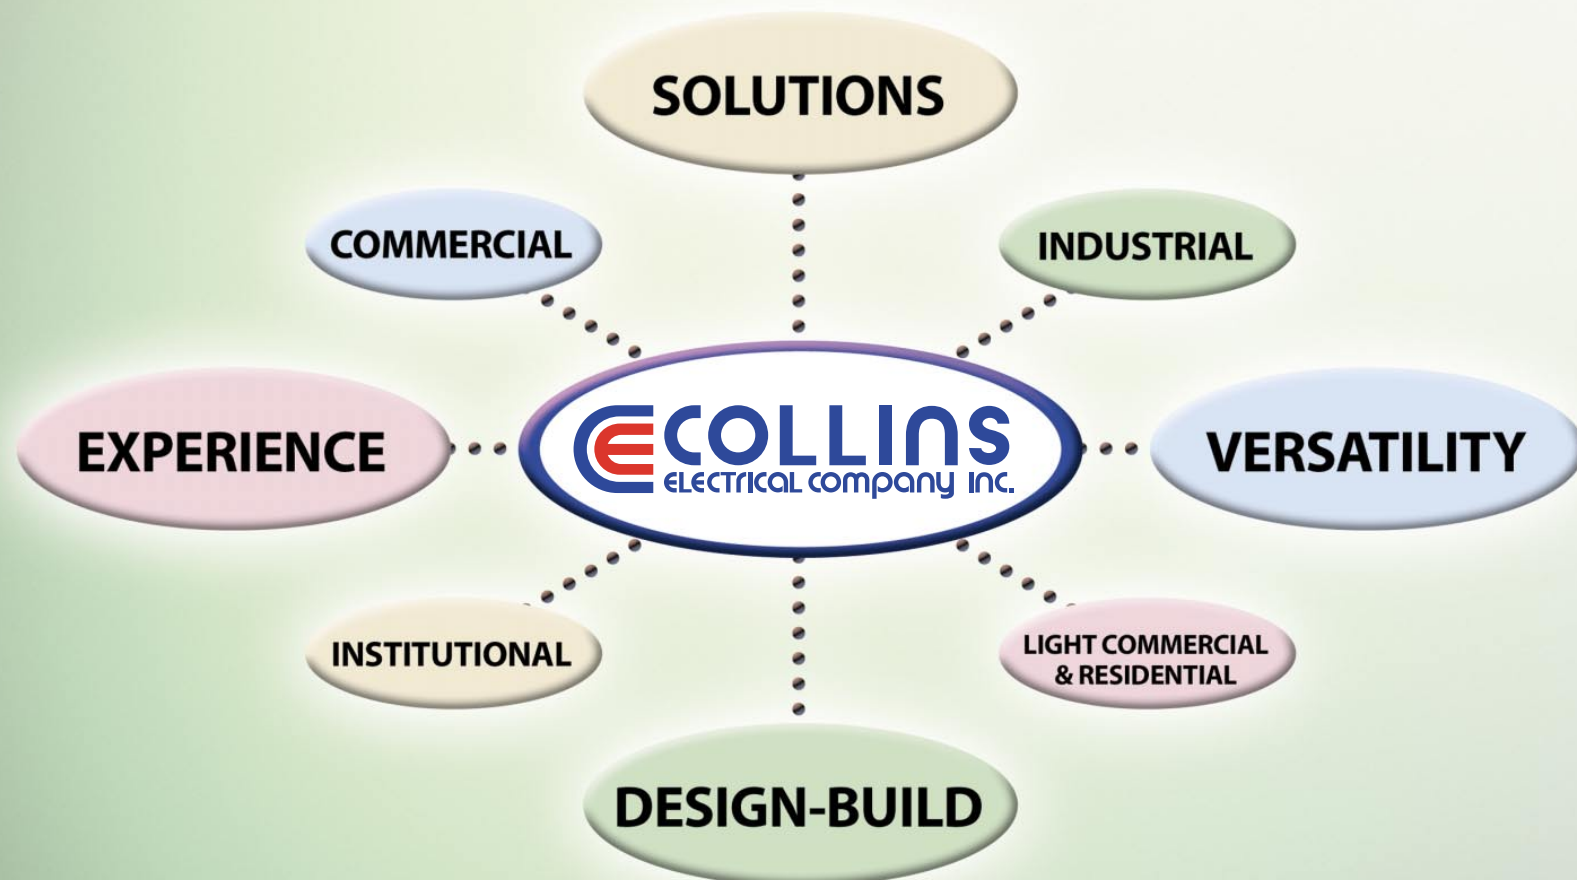 SOLUTIONS
COMMERCIAL
INDUSTRIAL
COLLINS
ELECTRICAL COMPANY INC.
EXPERIENCE
VERSATILITY
INSTITUTIONAL
LIGHT COMMERCIAL
& RESIDENTIAL
DESIGN-BUILD